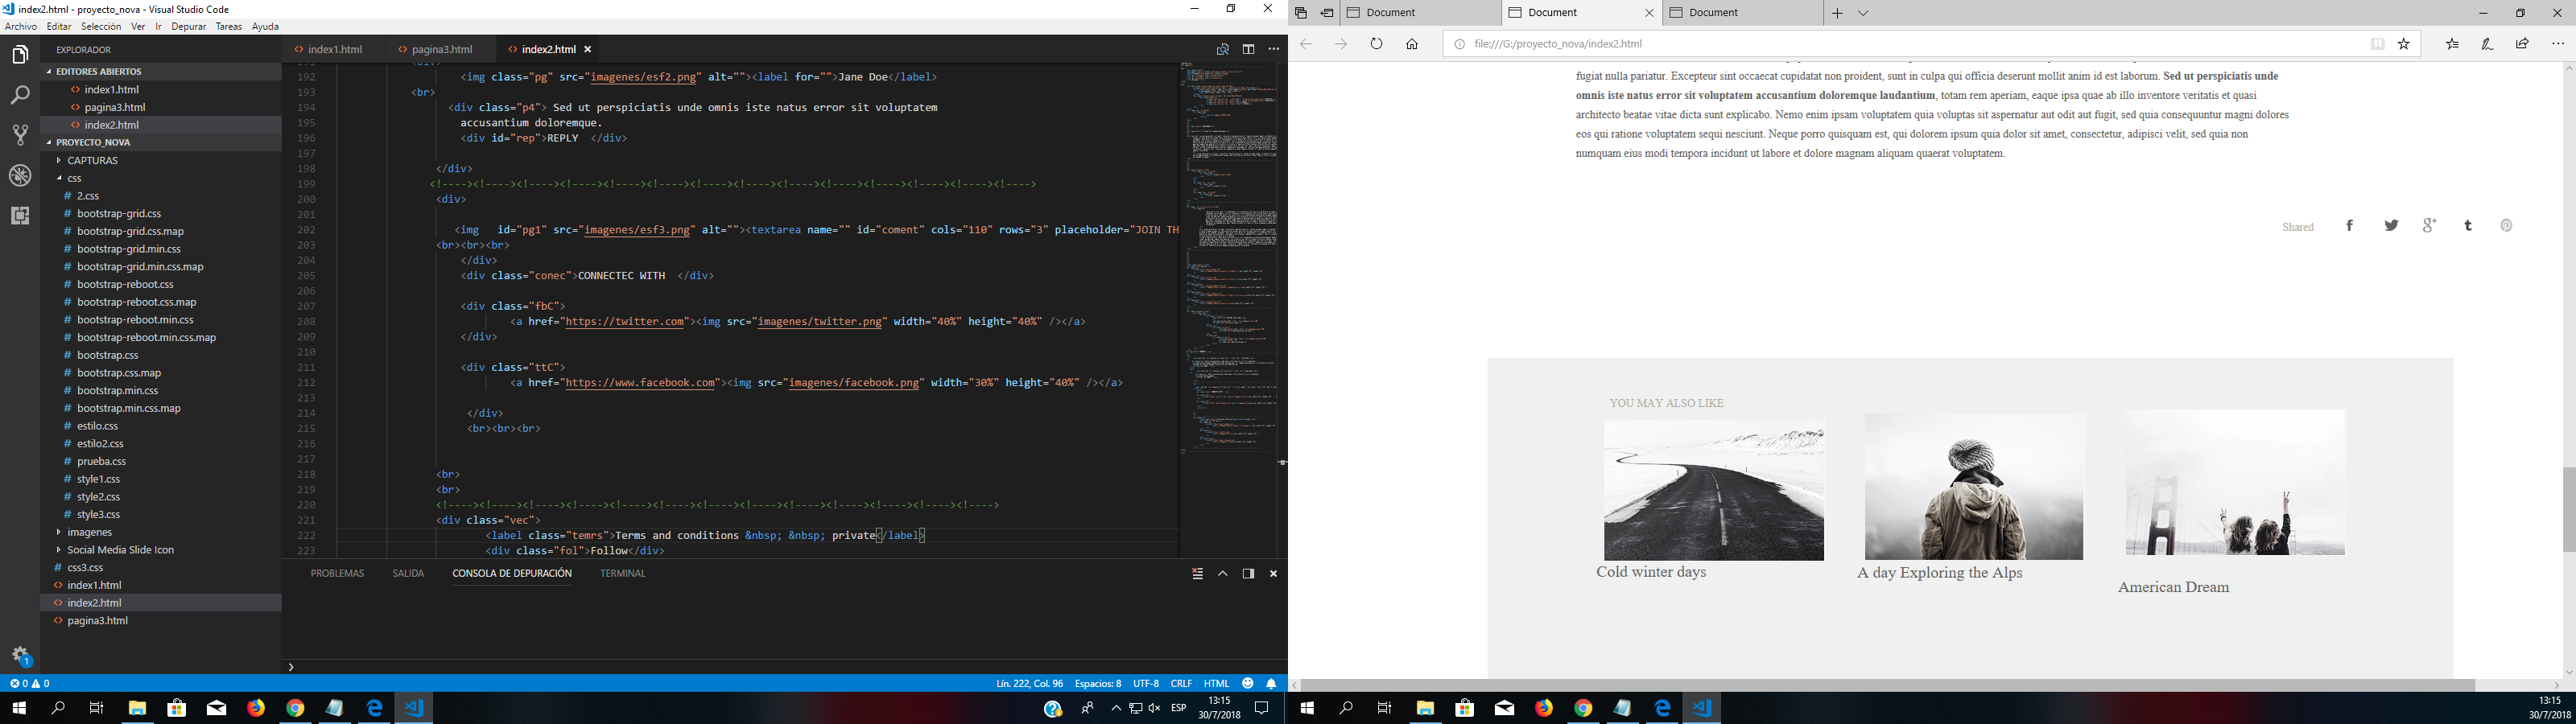 index2.html - proyecto_nova - Visual Studio Code
Archivo Editar Selección Ver Ir Depurar Tareas Ayuda
EXPLORADOR
EDITORES ABIERTOS
index1.html
pagina3.html
index2.html
PROYECTO_NOVA
CAPTURAS
css
2.css
bootstrap-grid.css
bootstrap-grid.css.map
bootstrap-grid.min.css
bootstrap-grid.min.css.map
bootstrap-reboot.css
bootstrap-reboot.css.map
bootstrap-reboot.min.css
bootstrap-reboot.min.css.map
bootstrap.css
bootstrap.css.map
bootstrap.min.css
bootstrap.min.css.map
estilo.css
estilo2.css
prueba.css
style1.css
style2.css
style3.css
imagenes
Social Media Slide Icon
css3.css
index1.html
index2.html
pagina3.html
index1.html pagina3.html index2.html
192 <img class="pg" src="imagenes/esf2.png" alt=""><label for="">Jane Doe</label>
193 <br>
194 <div class="p4"> Sed ut perspiciatis unde omnis iste natus error sit voluptatem
195 accusantium doloremque.
196 <div id="rep">REPLY </div>
197
198 </div>
199 <!----><!----><!----><!----><!----><!----><!----><!----><!----><!----><!----><!----><!----><!---->
200 <div>
201
202 <img id="pg1" src="imagenes/esf3.png" alt=""><textarea name="" id="coment" cols="110" rows="3" placeholder="JOIN TH
203 <br><br><br>
204 </div>
205 <div class="conec">CONNECTEC WITH </div>
206
207 <div class="fbC">
208 <a href="https://twitter.com"><img src="imagenes/twitter.png" width="40%" height="40%" /></a>
209 </div>
210
211 <div class="ttC">
212 <a href="https://www.facebook.com"><img src="imagenes/facebook.png" width="30%" height="40%" /></a>
213
214 </div>
215 <br><br><br>
216
217
218 <br>
219 <br>
220 <!----><!----><!----><!----><!----><!----><!----><!----><!----><!----><!----><!----><!---->
221 <div class="vec">
222 <label class="temrs">Terms and conditions &nbsp; &nbsp; private</label>
223 <div class="fol">Follow</div>
PROBLEMAS SALIDA CONSOLA DE DEPURACIÓN TERMINAL
1
0 0
Lín. 222, Col. 96 Espacios: 8 UTF-8 CRLF HTML
ESP
13:15
30/7/2018
Document Document Document
file:///G:/proyecto_nova/index2.html
fugiat nulla pariatur. Excepteur sint occaecat cupidatat non proident, sunt in culpa qui officia deserunt mollit anim id est laborum. Sed ut perspiciatis unde
omnis iste natus error sit voluptatem accusantium doloremque laudantium, totam rem aperiam, eaque ipsa quae ab illo inventore veritatis et quasi
architecto beatae vitae dicta sunt explicabo. Nemo enim ipsam voluptatem quia voluptas sit aspernatur aut odit aut fugit, sed quia consequuntur magni dolores
eos qui ratione voluptatem sequi nesciunt. Neque porro quisquam est, qui dolorem ipsum quia dolor sit amet, consectetur, adipisci velit, sed quia non
numquam eius modi tempora incidunt ut labore et dolore magnam aliquam quaerat voluptatem.
Shared
YOU MAY ALSO LIKE
Cold winter days
A day Exploring the Alps
American Dream
13:15
30/7/2018